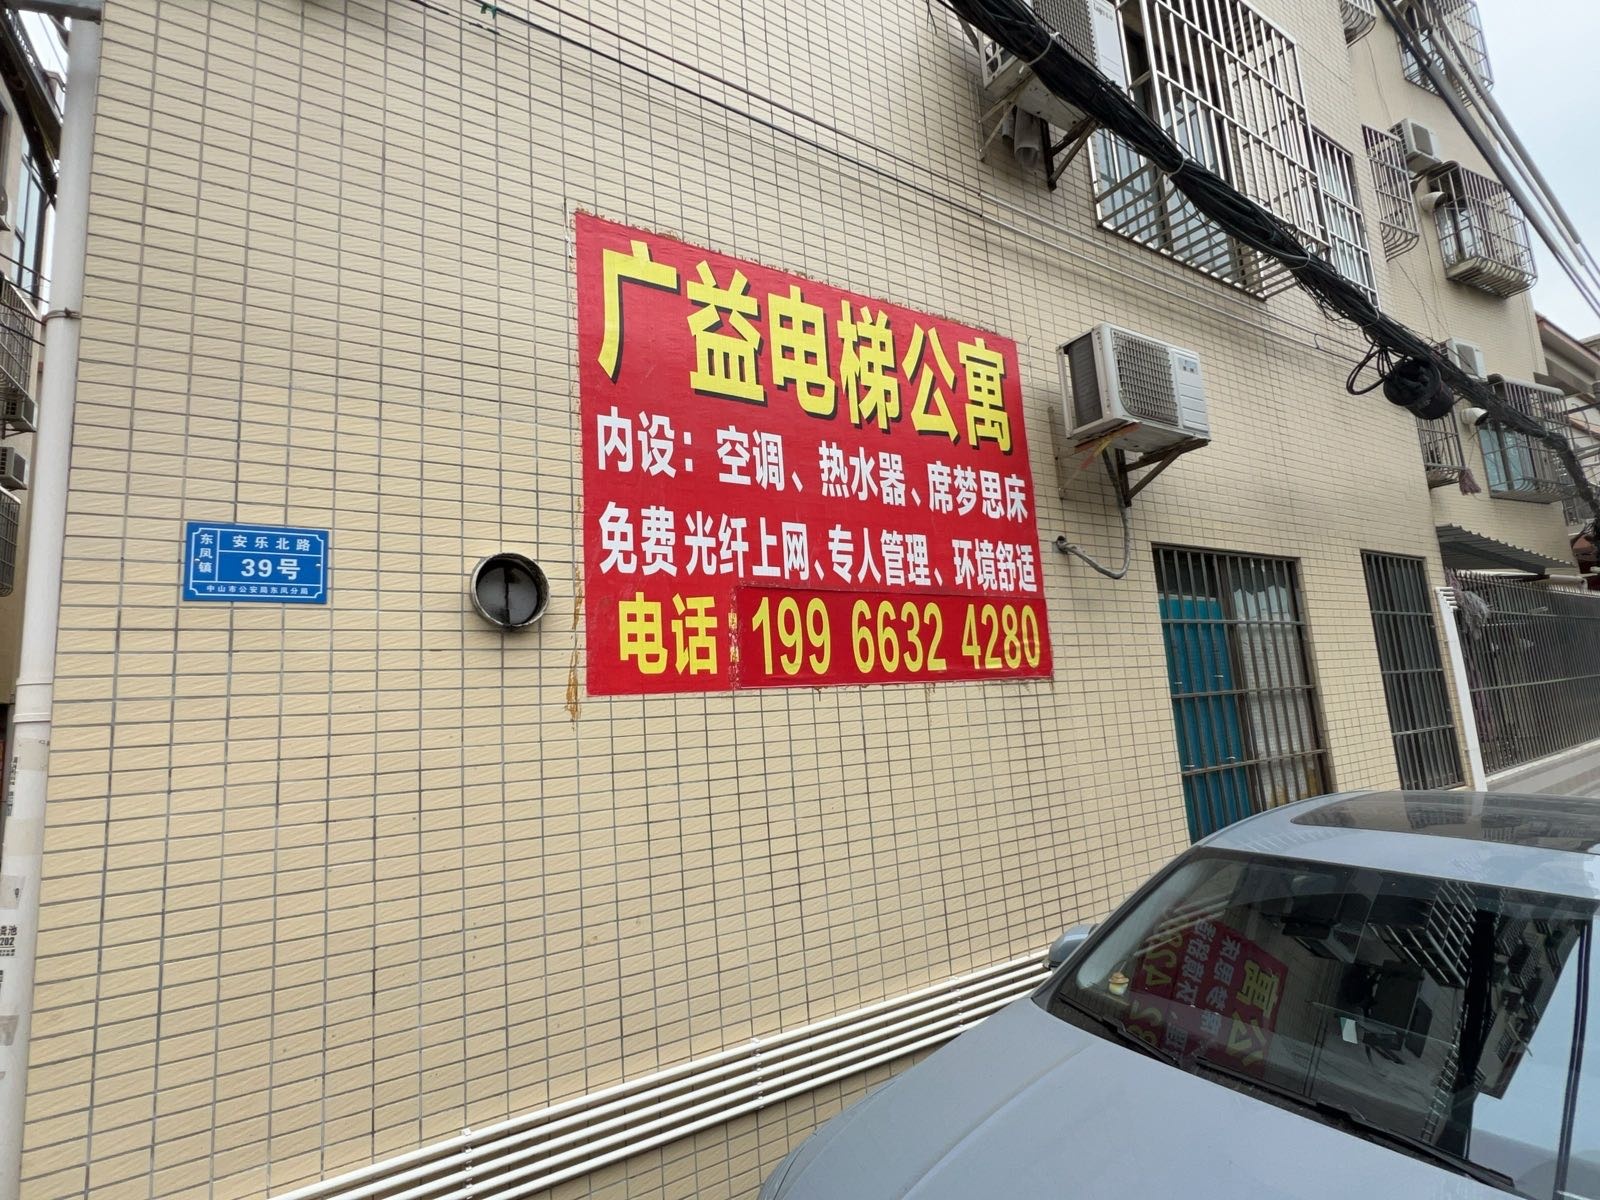 东凤镇
安乐北路
39号
中山市公安局东凤分局
广益电梯公寓
内设：空调、热水器、席梦思床
免费光纤上网、专人管理、环境舒适
电话 199 6632 4280
202